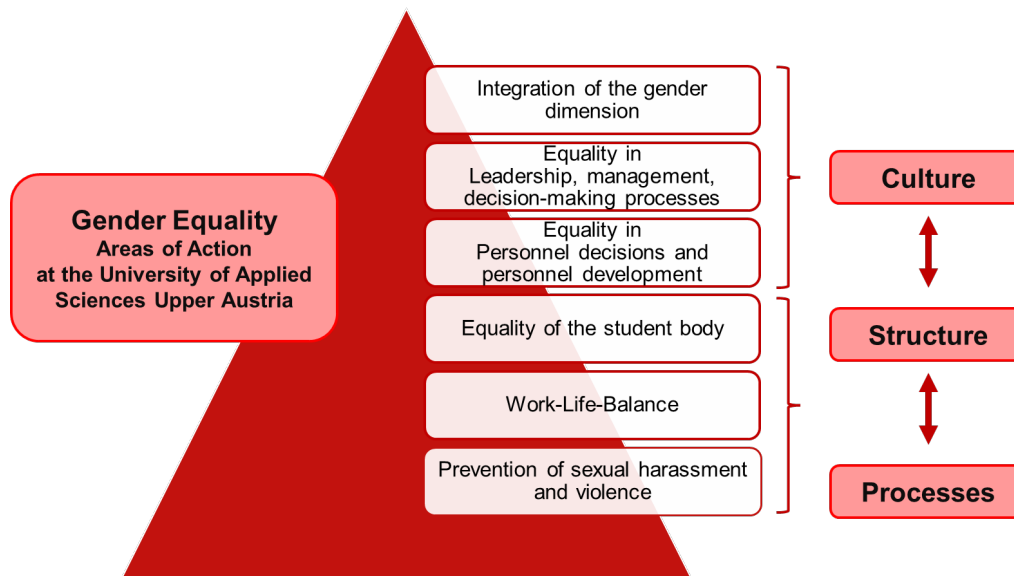 Gender Equality
Areas of Action
at the University of Applied
Sciences Upper Austria
Integration of the gender
dimension
Equality in
Leadership, management,
decision-making processes
Equality in
Personnel decisions and
personnel development
Equality of the student body
Work-Life-Balance
Prevention of sexual harassment
and violence
Culture
Structure
Processes